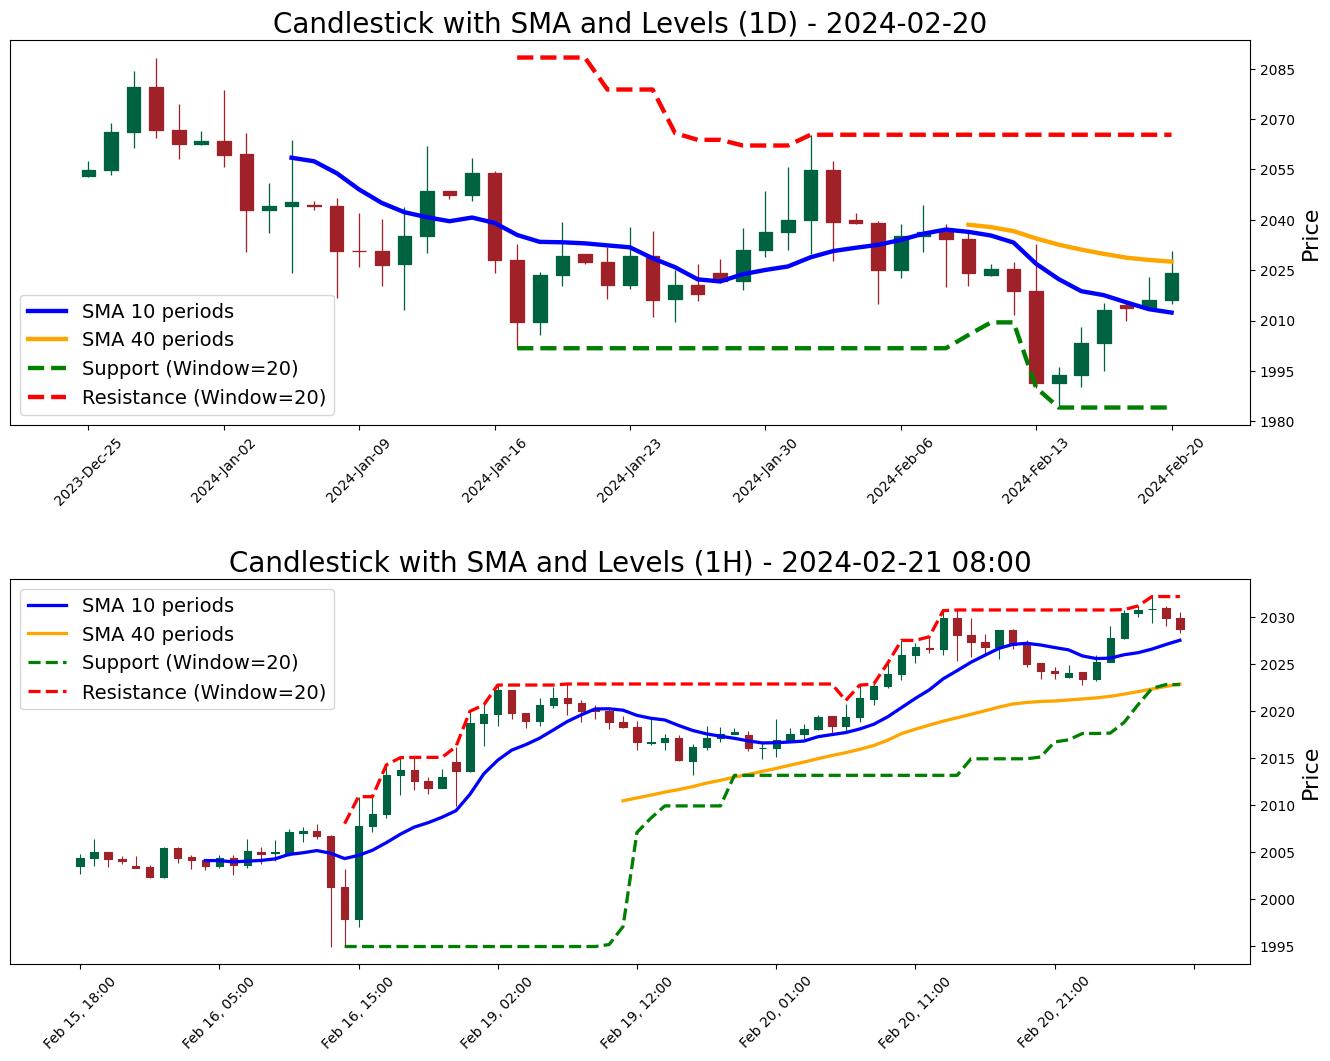 Candlestick with SMA and Levels (1D) - 2024-02-20
2085
2070
2055
2040
2025
2010
1995
1980
Price
SMA 10 periods
SMA 40 periods
Support (Window=20)
Resistance (Window=20)
2023-Dec-25
2024-Jan-02
2024-Jan-09
2024-Jan-16
2024-Jan-23
2024-Jan-30
2024-Feb-06
2024-Feb-13
2024-Feb-20
Candlestick with SMA and Levels (1H) - 2024-02-21 08:00
SMA 10 periods
SMA 40 periods
Support (Window=20)
Resistance (Window=20)
2030
2025
2020
2015
2010
2005
2000
1995
Price
Feb 15, 18:00
Feb 16, 05:00
Feb 16, 15:00
Feb 19, 02:00
Feb 19, 12:00
Feb 20, 01:00
Feb 20, 11:00
Feb 20, 21:00